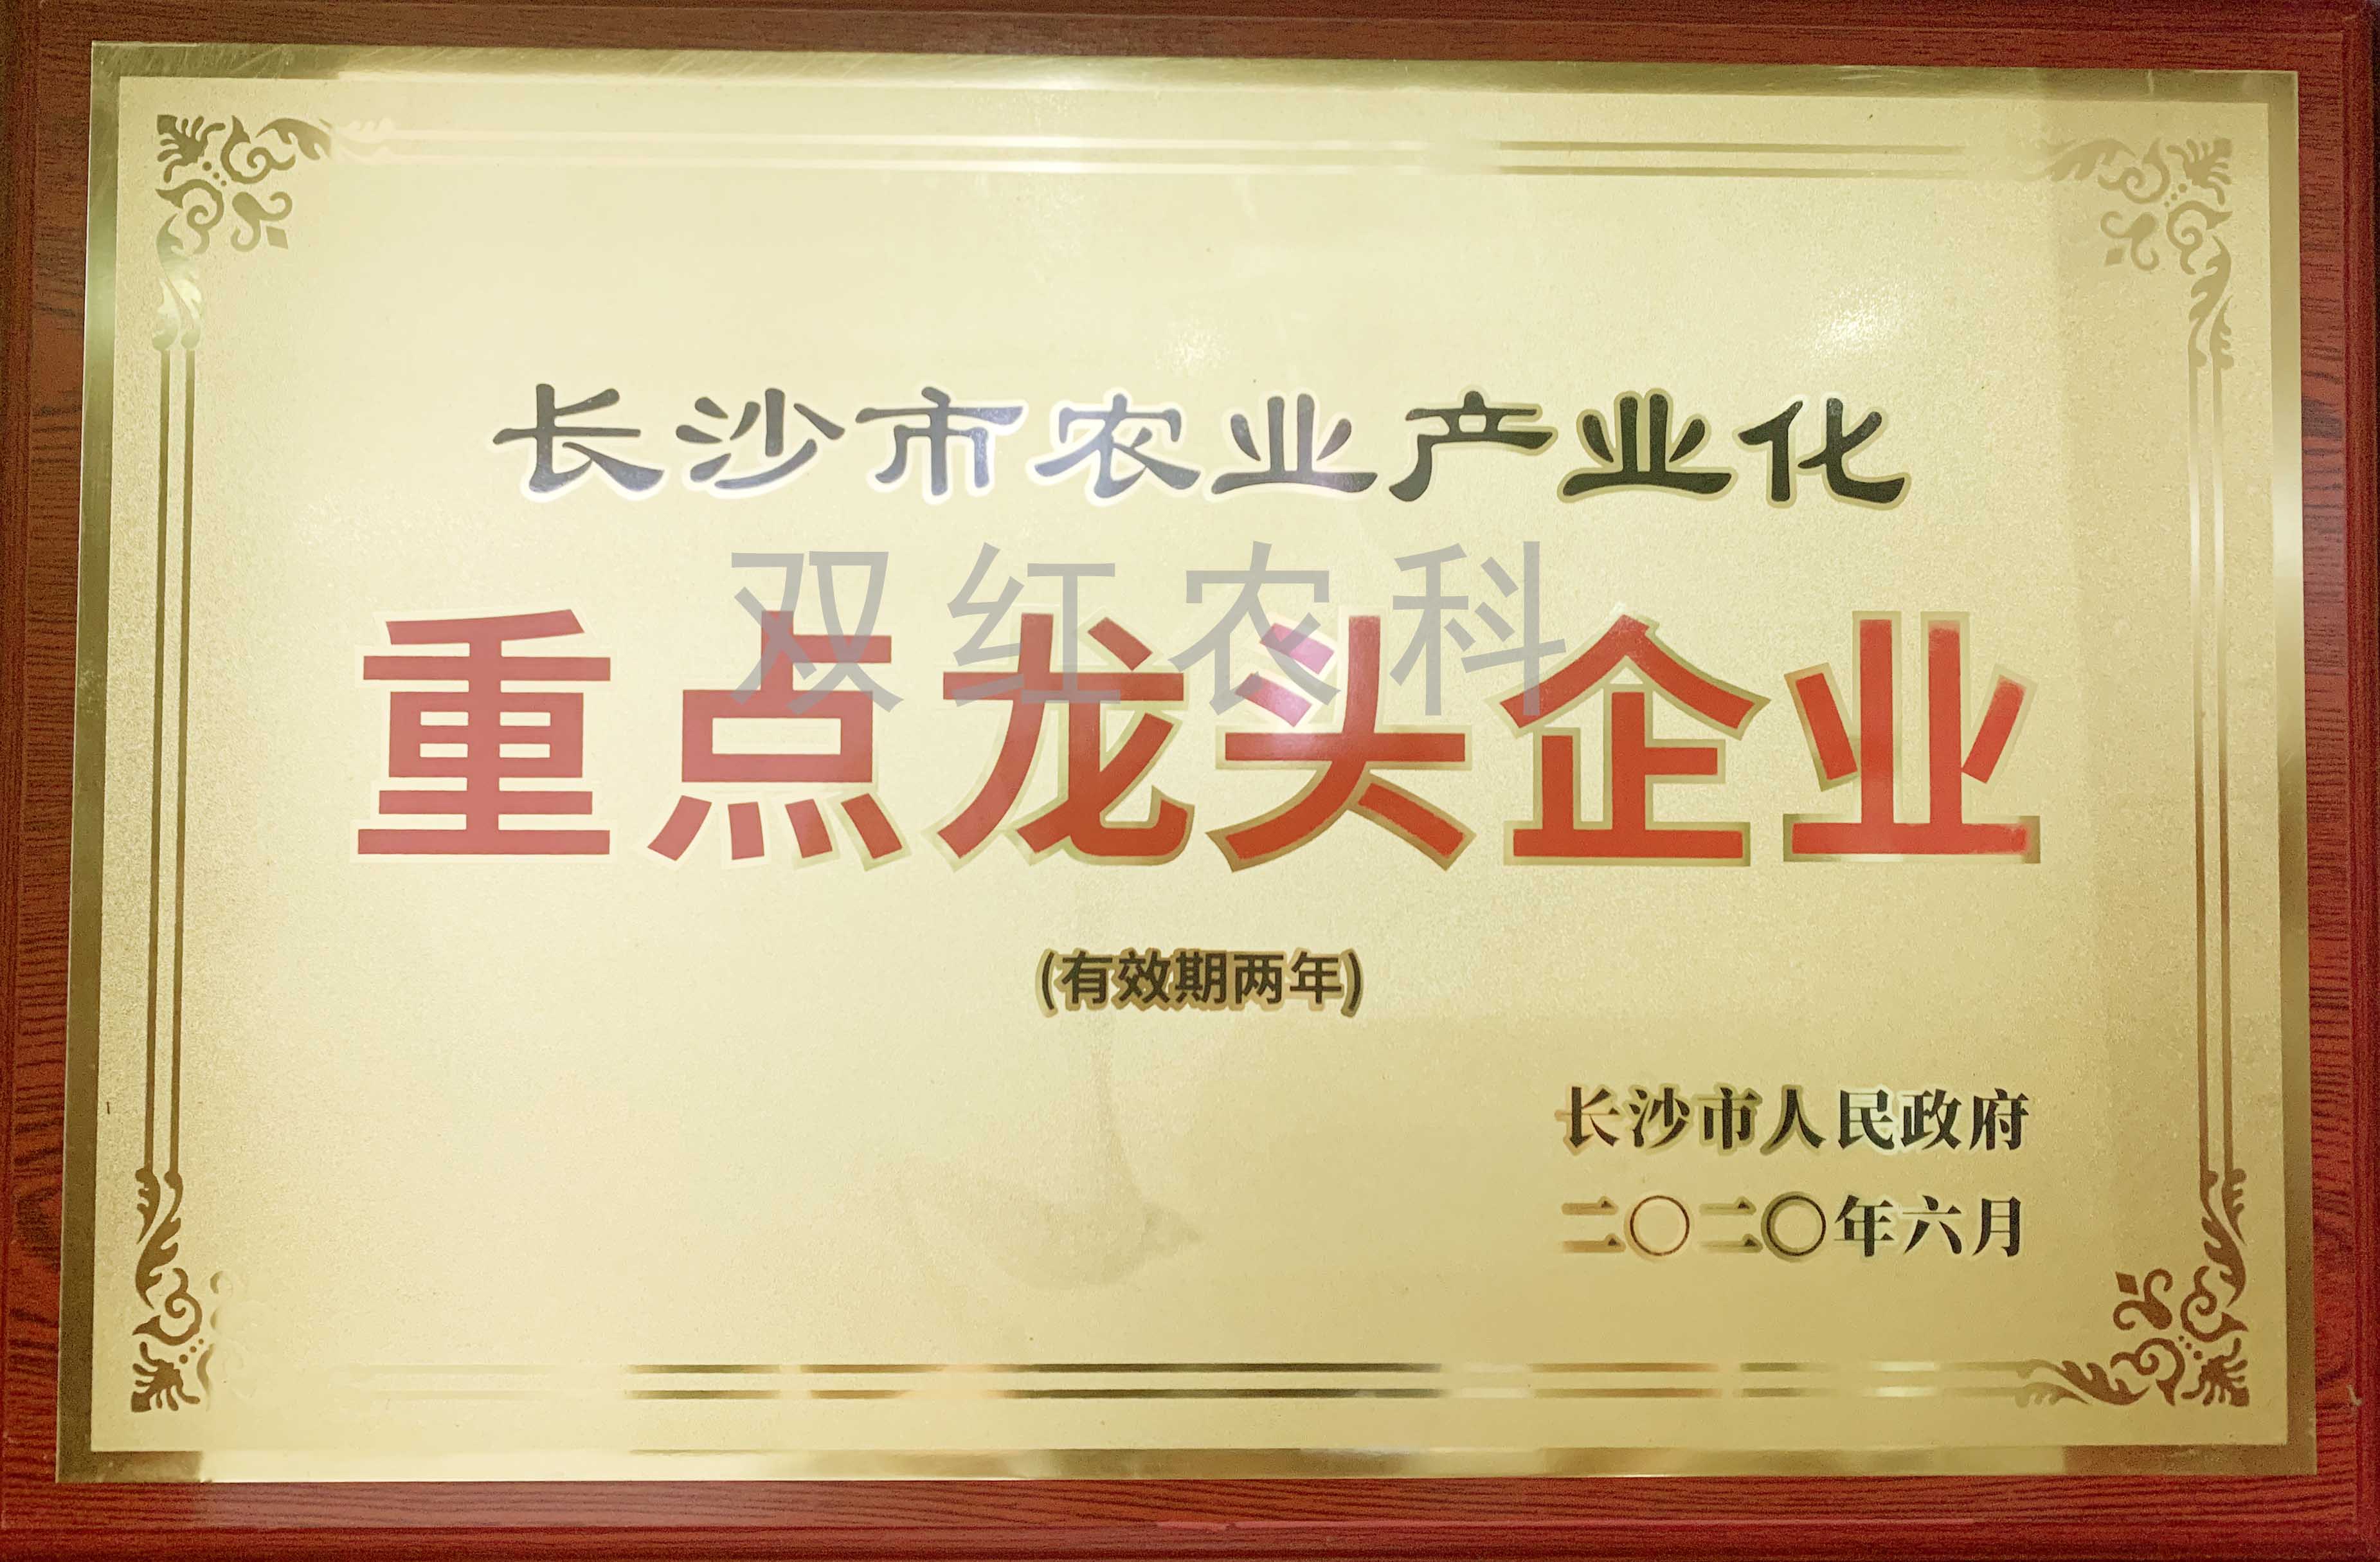 长沙市农业产业化
双红农科
重点龙头企业
(有效期两年)
长沙市人民政府
二〇二〇年六月